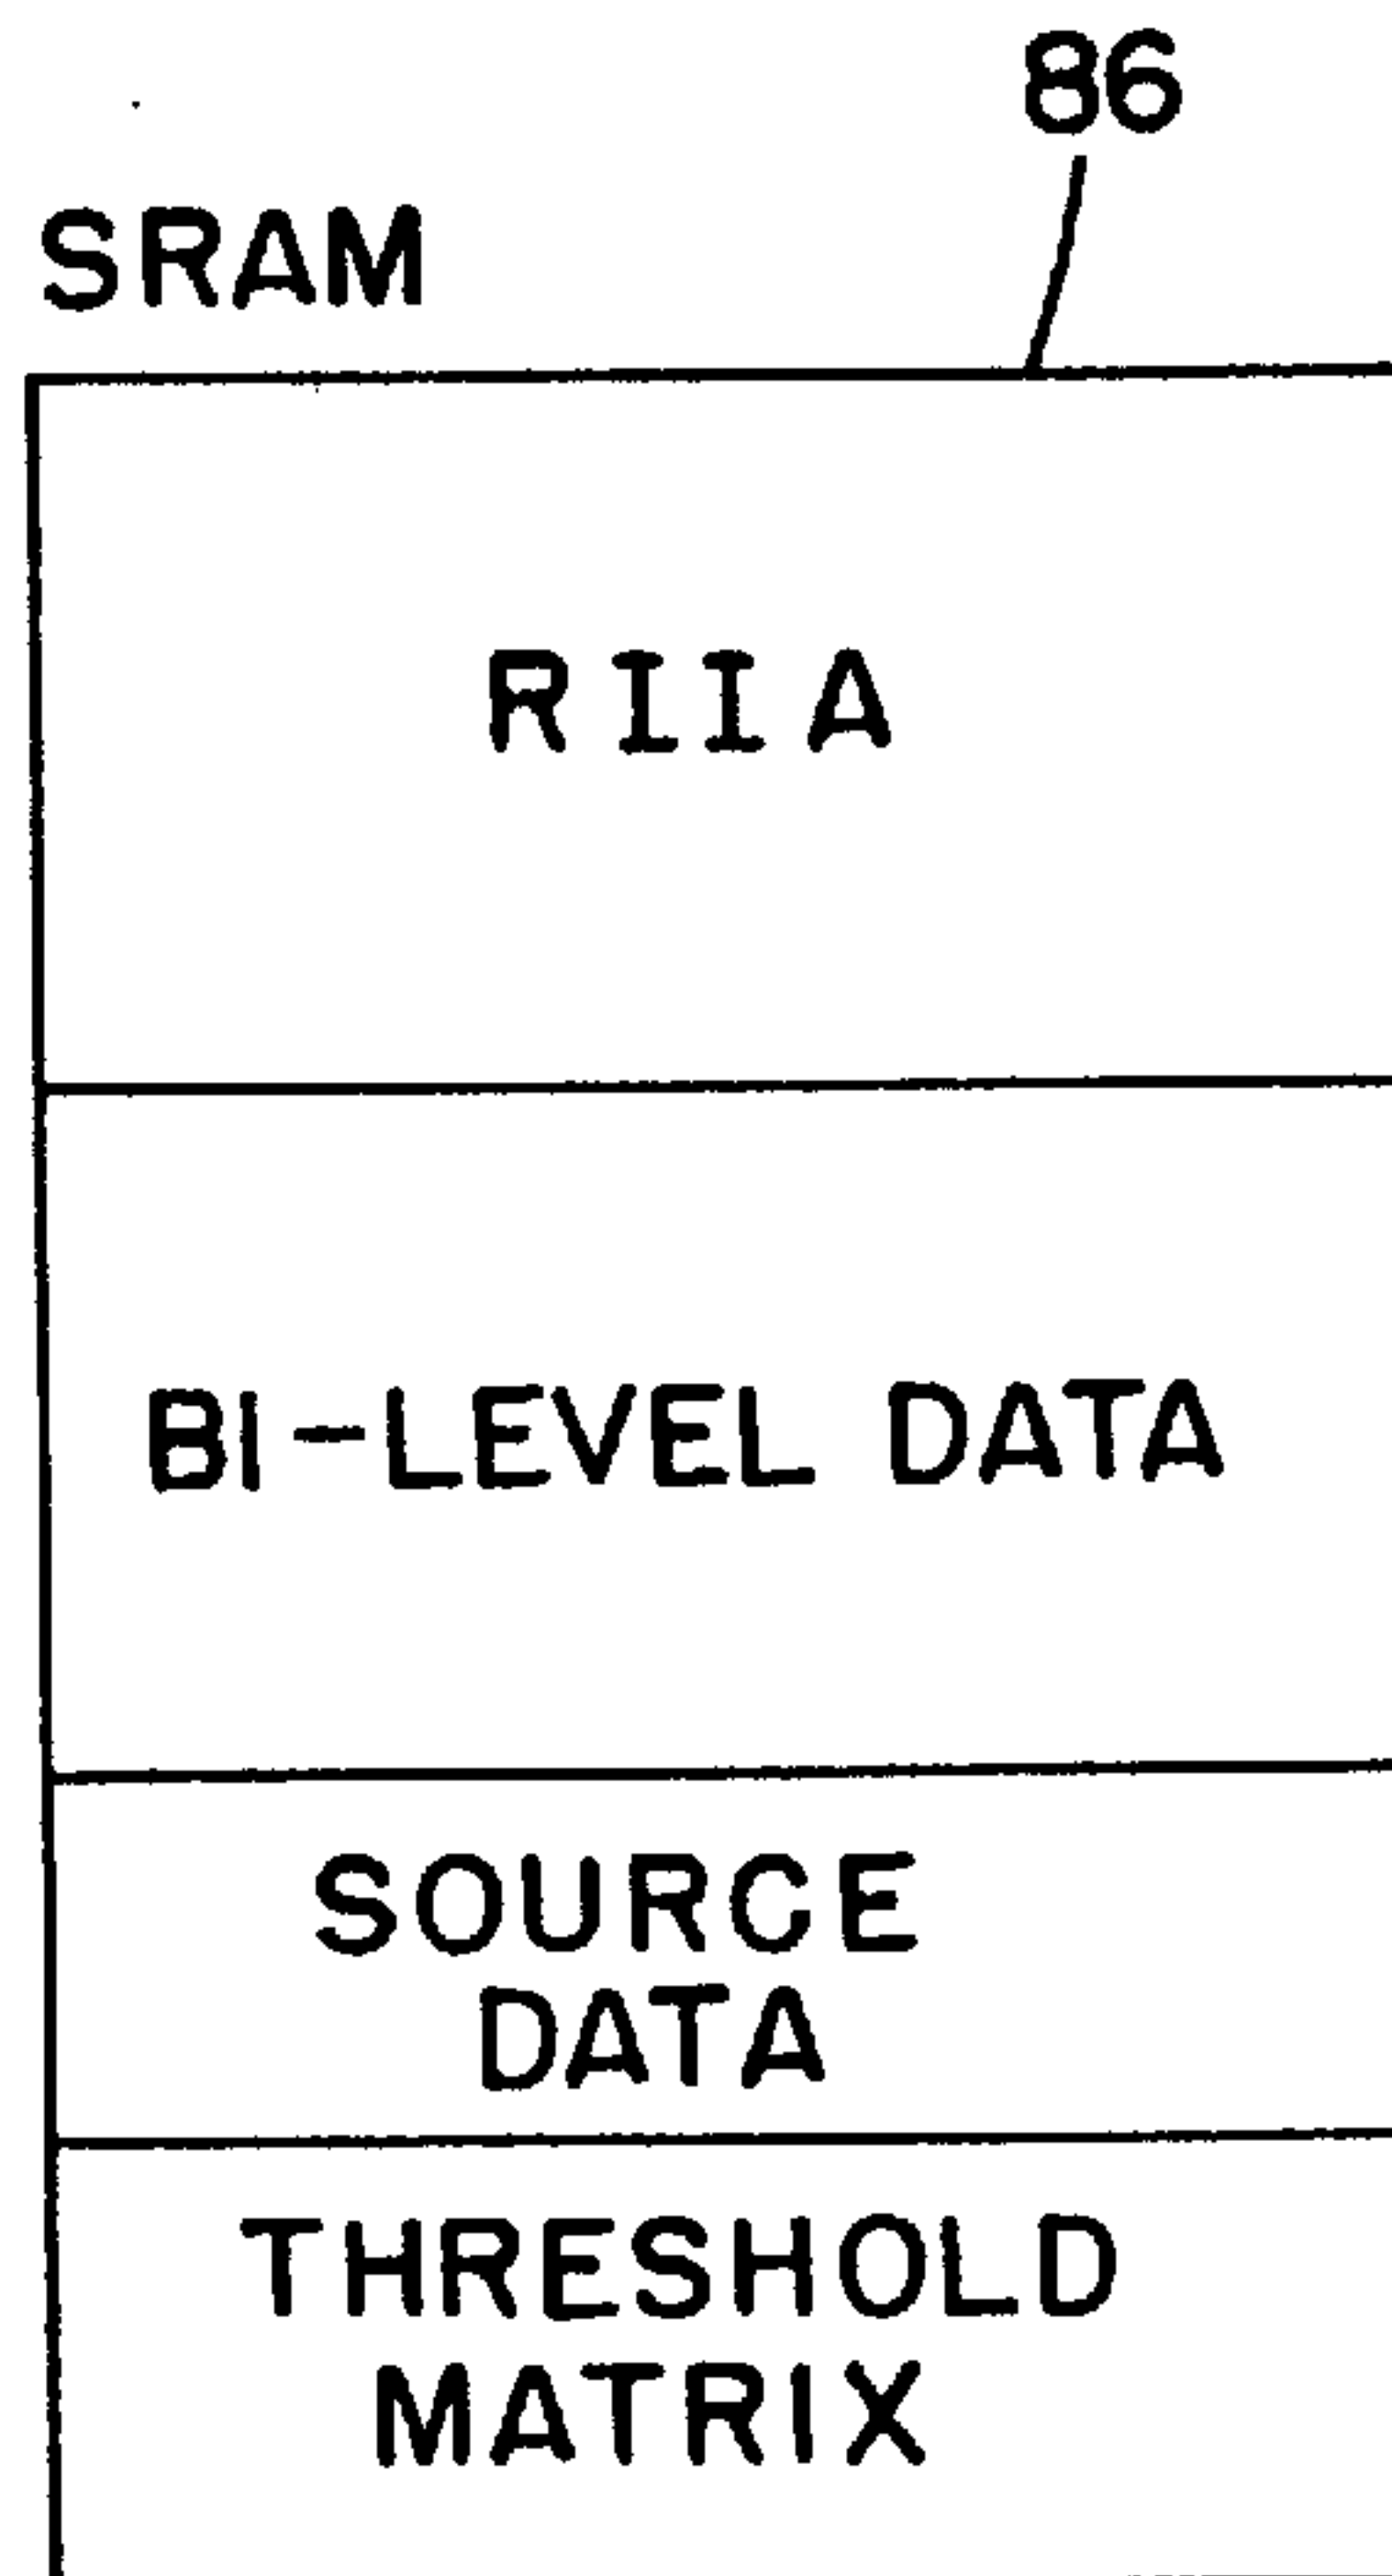 86
SRAM
RIIA
BI-LEVEL DATA
SOURCE
DATA
THRESHOLD
MATRIX